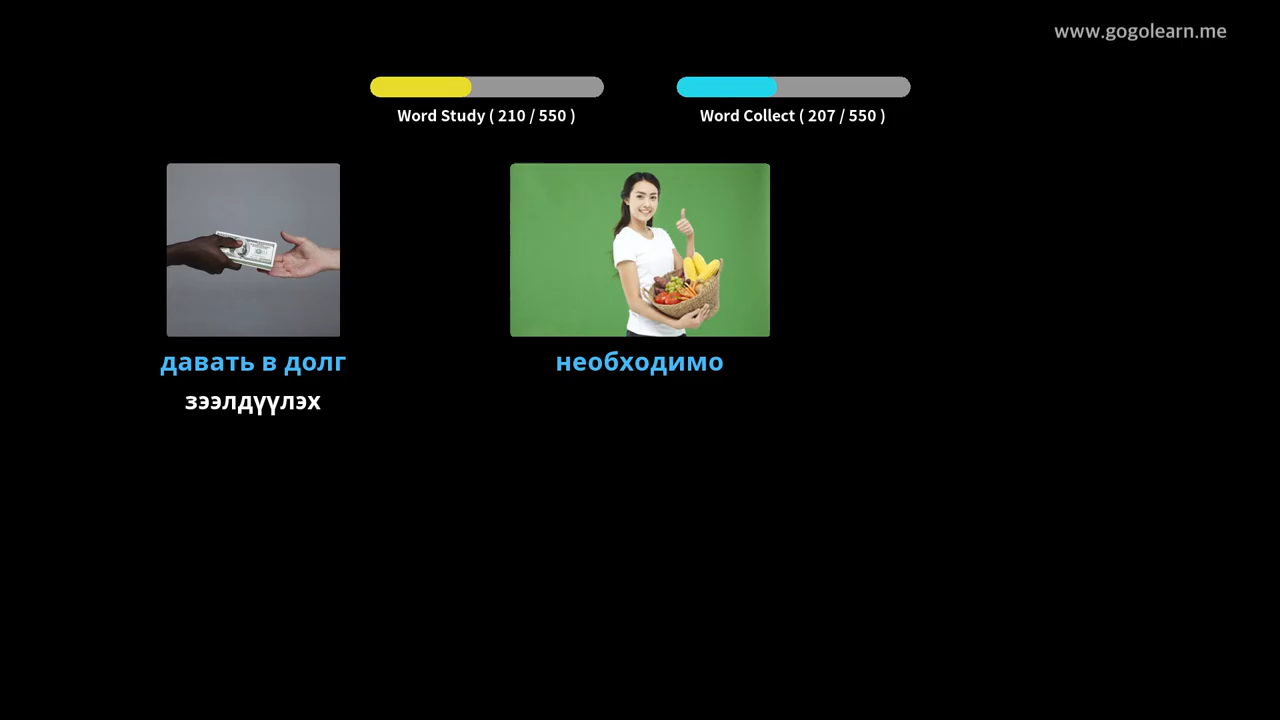 www.gogolearn.me
Word Study ( 210 / 550 )
Word Collect ( 207 / 550 )
давать в долг
необходимо
зээлдүүлэх